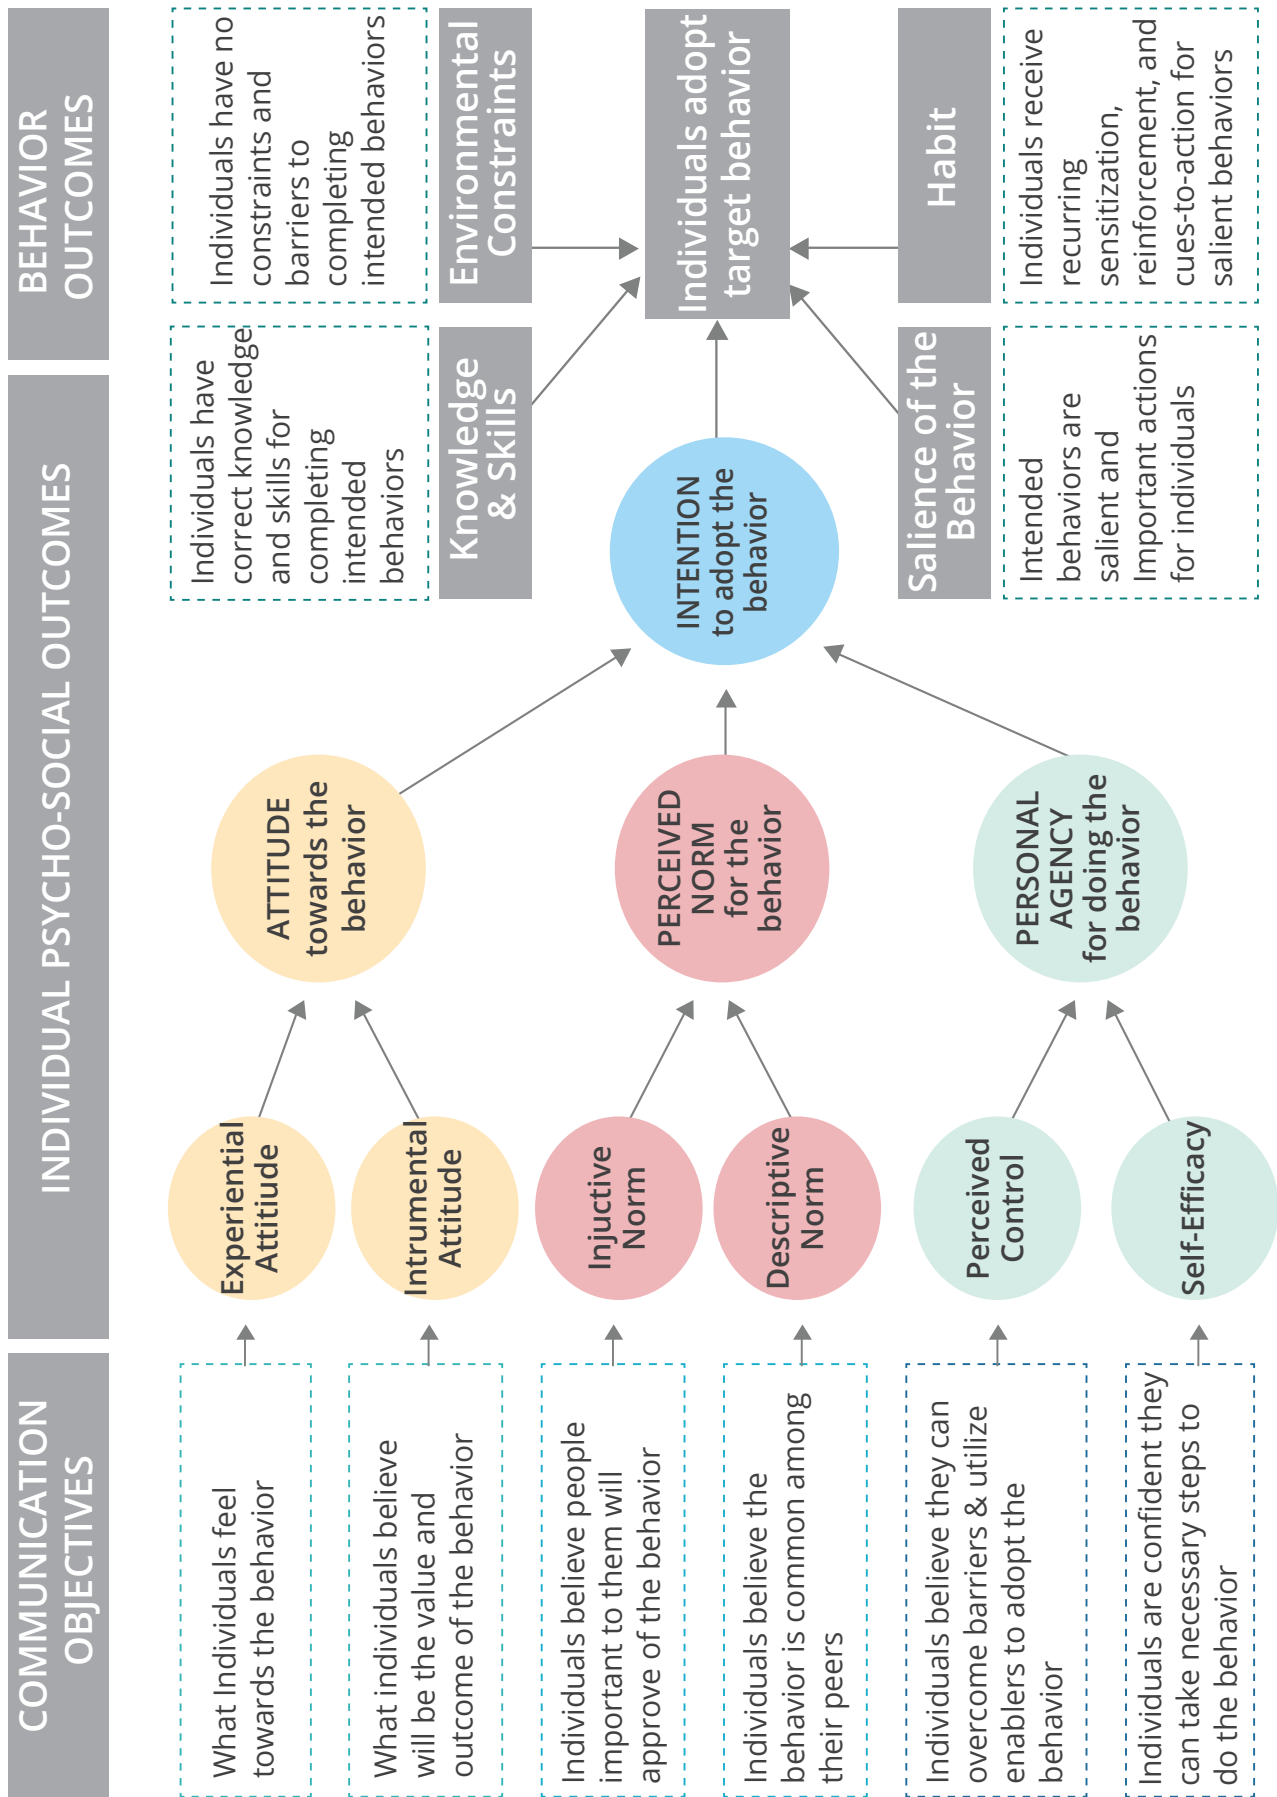 COMMUNICATION
OBJECTIVES
INDIVIDUAL PSYCHO-SOCIAL OUTCOMES
BEHAVIOR
OUTCOMES
What Individuals feel
towards the behavior
What individuals believe
will be the value and
outcome of the behavior
Individuals believe people
important to them will
approve of the behavior
Individuals believe the
behavior is common among
their peers
Individuals believe they can
overcome barriers & utilize
enablers to adopt the
behavior
Individuals are confident they
can take necessary steps to
do the behavior
Experiential
Attitiude
Intrumental
Attitude
Injuctive
Norm
Descriptive
Norm
Perceived
Control
Self-Efficacy
ATTITUDE
towards the
behavior
PERCEIVED
NORM
for the
behavior
PERSONAL
AGENCY
for doing the
behavior
INTENTION
to adopt the
behavior
Individuals have
correct knowledge
and skills for
completing
intended
behaviors
Knowledge
& Skills
Salience of the
Behavior
Intended
behaviors are
salient and
Important actions
for individuals
Individuals have no
constraints and
barriers to
completing
intended behaviors
Environmental
Constraints
Individuals adopt
target behavior
Habit
Individuals receive
recurring
sensitization,
reinforcement, and
cues-to-action for
salient behaviors